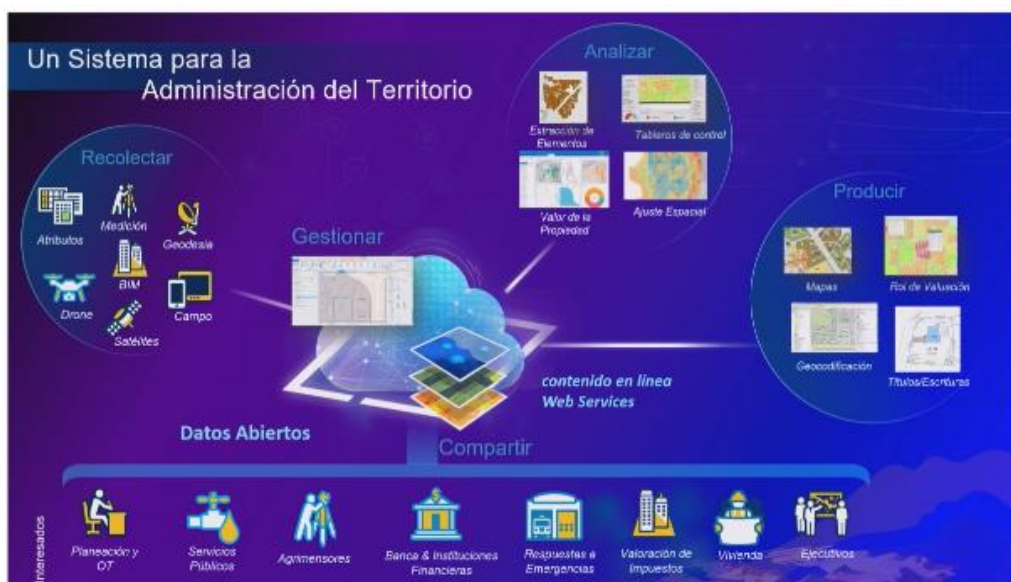 Un Sistema para la
Administración del Territorio
Recolectar
Atributos
Medición
Geodesia
BIM
Drone
Campo
Satélites
Gestionar
Analizar
Extracción de
Elementos
Tableros de control
Valor de la
Propiedad
Ajuste Espacial
Producir
Mapas
Rol de Valuación
Geocodificación
Títulos/Escrituras
contenido en línea
Web Services
Datos Abiertos
Compartir
Interesados
Planeación y
OT
Servicios
Públicos
Agrimensores
Banca & Instituciones
Financieras
Respuestas a
Emergencias
Valoración de
Impuestos
Vivienda
Ejecutivos